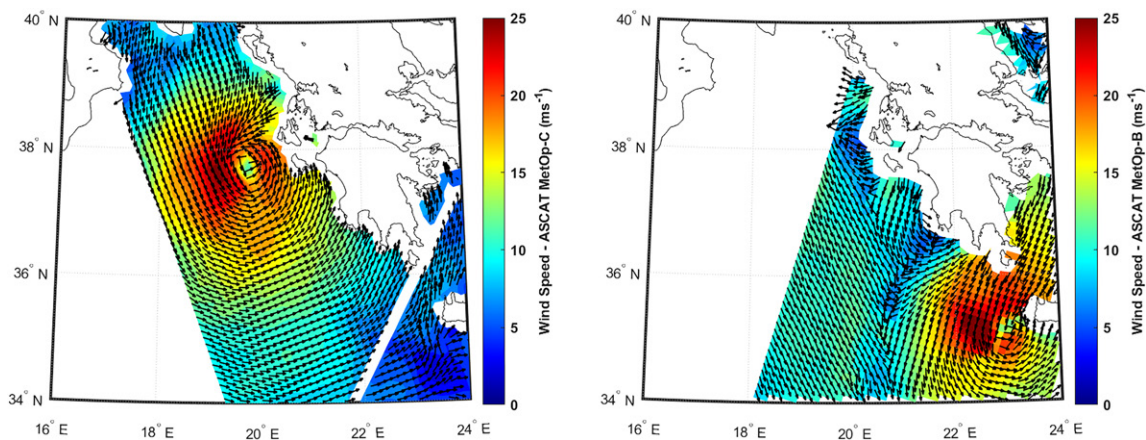 40° N
38° N
36° N
34° N
16° E
18° E
20° E
22° E
24° E
25
20
15
10
5
0
Wind Speed - ASCAT MetOp-C (ms-1)
40° N
38° N
36° N
34° N
16° E
18° E
20° E
22° E
24° E
25
20
15
10
5
0
Wind Speed - ASCAT MetOp-B (ms-1)